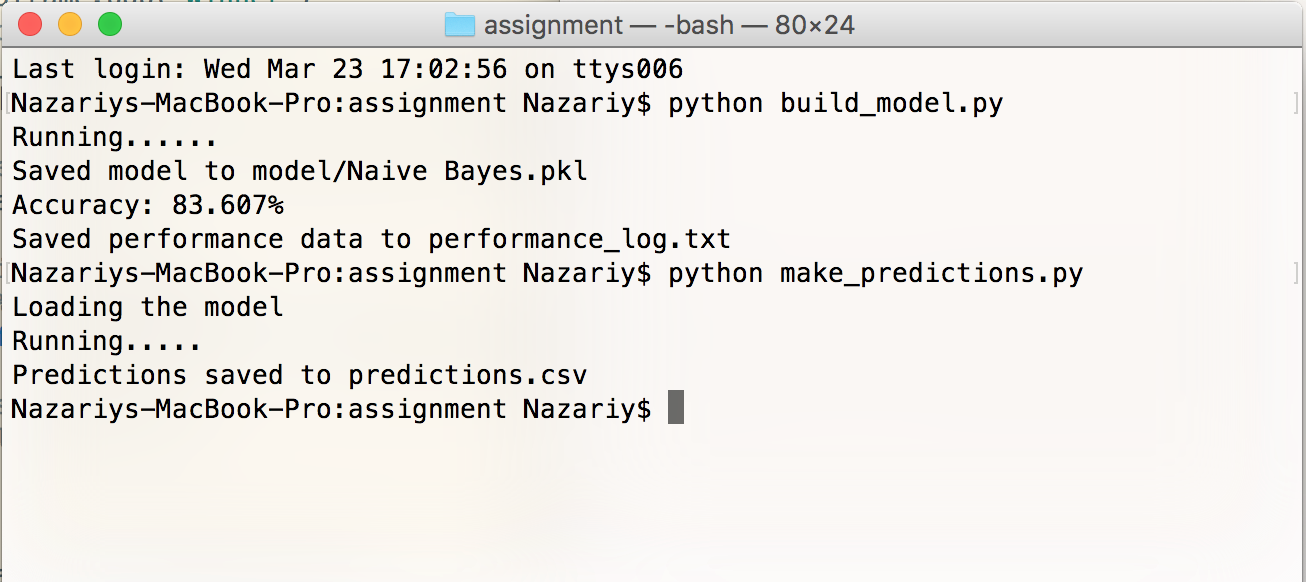 assignment — -bash — 80×24
Last login: Wed Mar 23 17:02:56 on ttys006
[Nazariys-MacBook-Pro:assignment Nazariy$ python build_model.py ]
Running......
Saved model to model/Naive Bayes.pkl
Accuracy: 83.607%
Saved performance data to performance_log.txt
[Nazariys-MacBook-Pro:assignment Nazariy$ python make_predictions.py ]
Loading the model
Running.....
Predictions saved to predictions.csv
Nazariys-MacBook-Pro:assignment Nazariy$